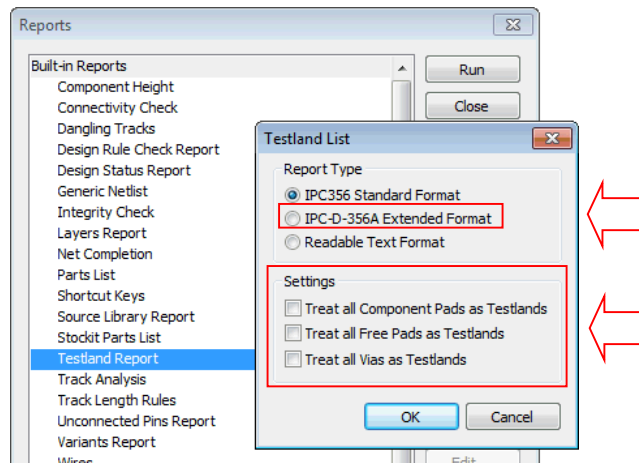 Reports
Built-in Reports
Component Height
Connectivity Check
Dangling Tracks
Design Rule Check Report
Design Status Report
Generic Netlist
Integrity Check
Layers Report
Net Completion
Parts List
Shortcut Keys
Source Library Report
Stockit Parts List
Testland Report
Track Analysis
Track Length Rules
Unconnected Pins Report
Variants Report
Wires
Run
Close
Edit...
Testland List
Report Type
IPC356 Standard Format
IPC-D-356A Extended Format
Readable Text Format
Settings
Treat all Component Pads as Testlands
Treat all Free Pads as Testlands
Treat all Vias as Testlands
OK
Cancel